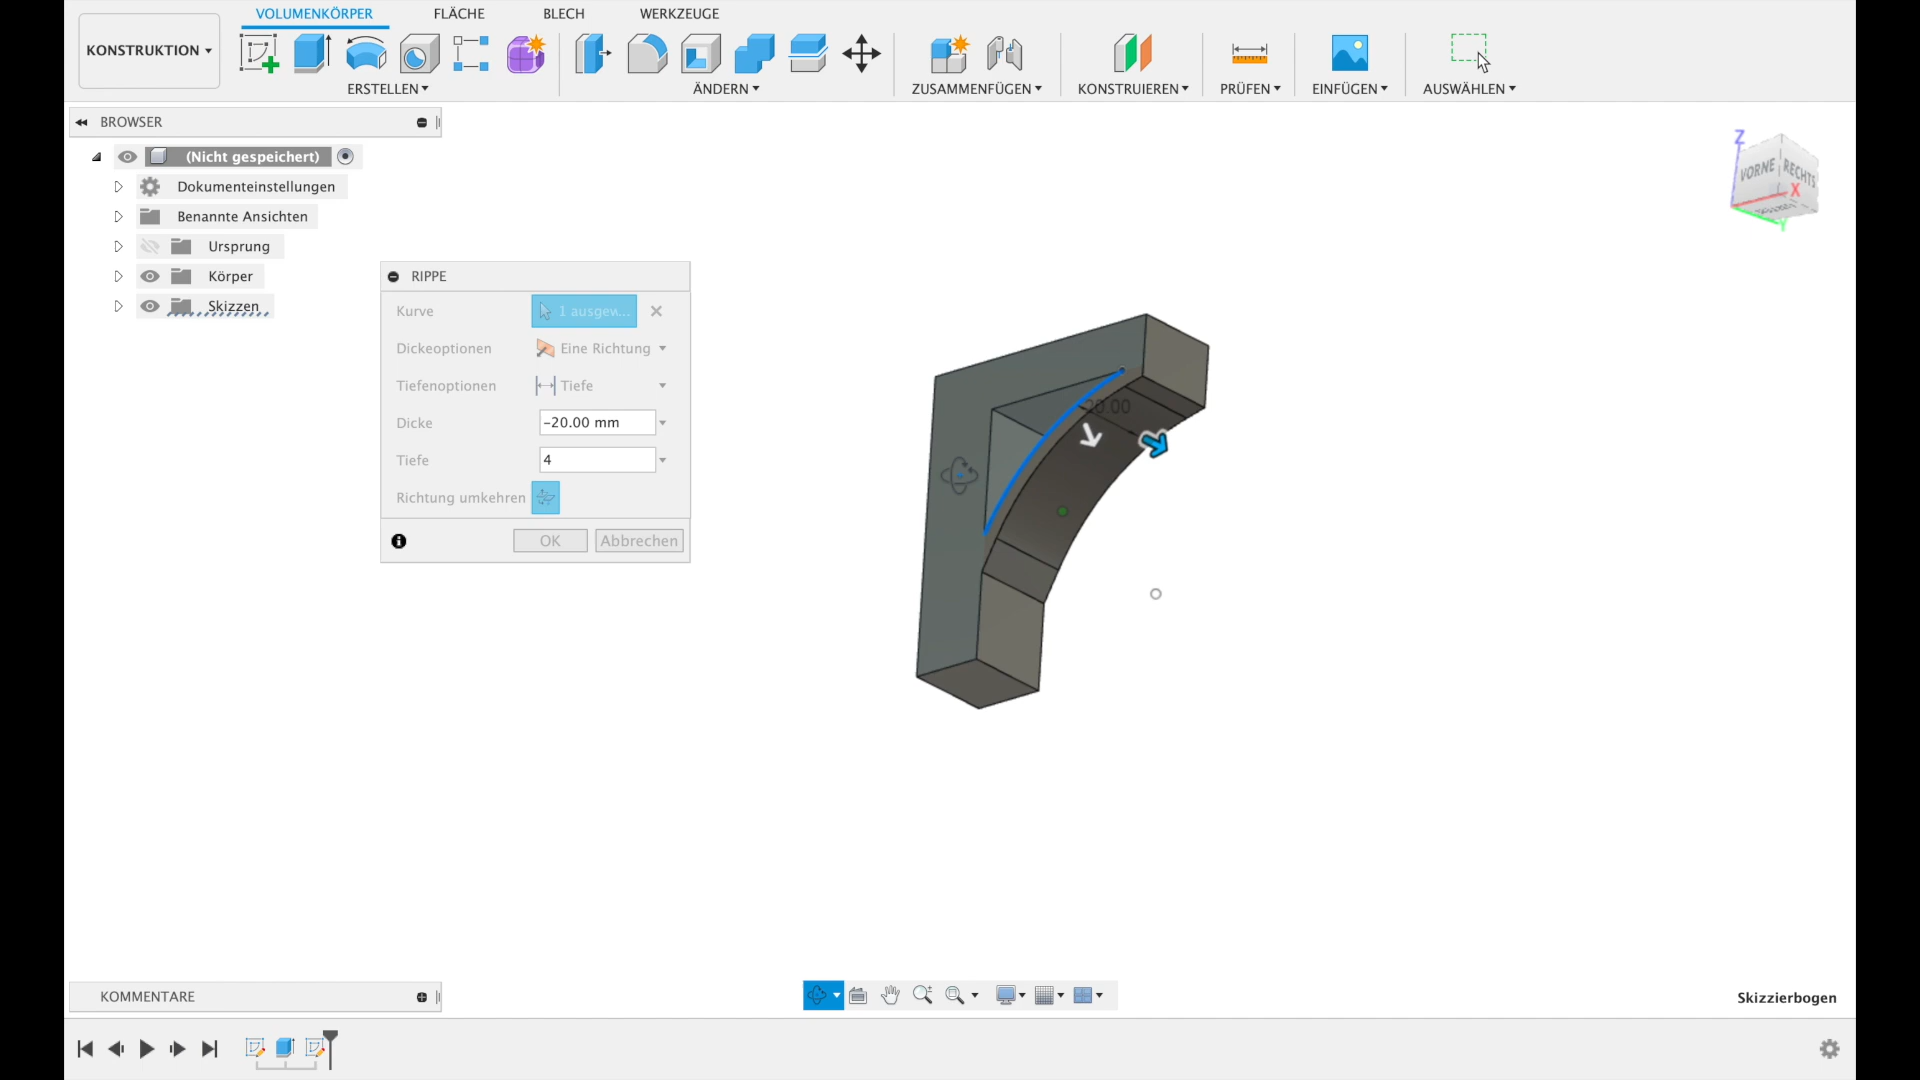 VOLUMENKÖRPER FLÄCHE BLECH WERKZEUGE
KONSTRUKTION
ERSTELLEN ÄNDERN ZUSAMMENFÜGEN KONSTRUIEREN PRÜFEN EINFÜGEN AUSWÄHLEN
BROWSER
(Nicht gespeichert)
Dokumenteinstellungen
Benannte Ansichten
Ursprung
Körper
Skizzen
RIPPE
Kurve 1 ausgew...
Dickeoptionen Eine Richtung
Tiefenoptionen Tiefe
Dicke -20.00 mm
Tiefe 4
Richtung umkehren
OK Abbrechen
-20.00
Z
VORNE RECHTS
X
Y
KOMMENTARE
Skizzierbogen